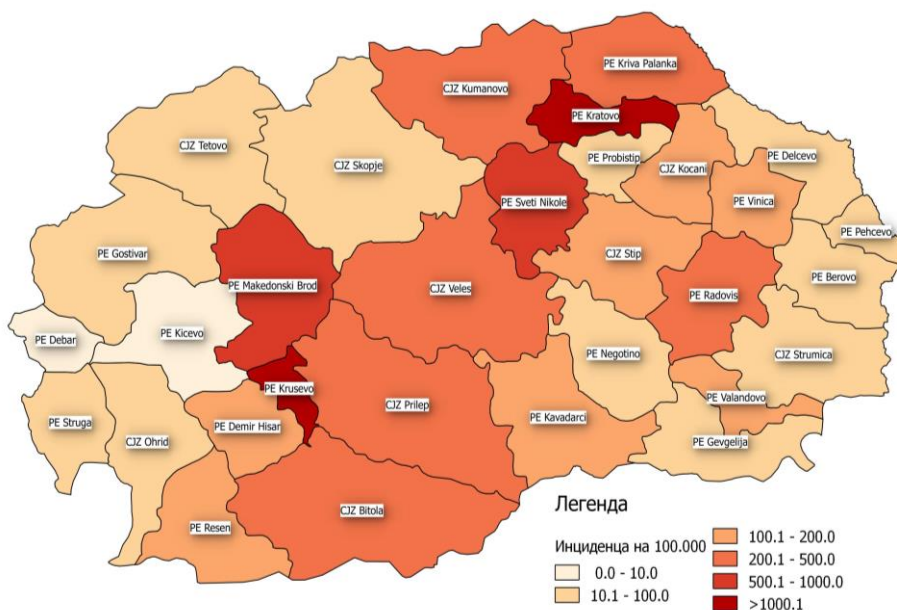 PE Kriva Palanka
CJZ Kumanovo
PE Kratovo
CJZ Tetovo
CJZ Skopje
PE Probistip
PE Delcevo
CJZ Kocani
PE Sveti Nikole
PE Vinica
PE Pehcevo
PE Gostivar
CJZ Stip
PE Makedonski Brod
CJZ Veles
PE Radovis
PE Berovo
PE Debar
PE Kicevo
PE Negotino
CJZ Strumica
PE Krusevo
CJZ Prilep
PE Valandovo
PE Struga
PE Demir Hisar
PE Kavadarci
CJZ Ohrid
PE Gevgelija
CJZ Bitola
PE Resen
Легенда
Инциденца на 100.000
0.0 - 10.0
10.1 - 100.0
100.1 - 200.0
200.1 - 500.0
500.1 - 1000.0
>1000.1